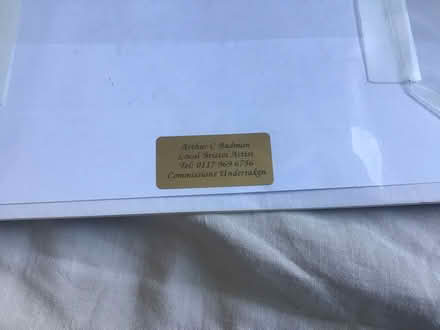 Arthur C Badman
Local Bristol Artist
Tel: 0117 969 6756
Commissions Undertaken